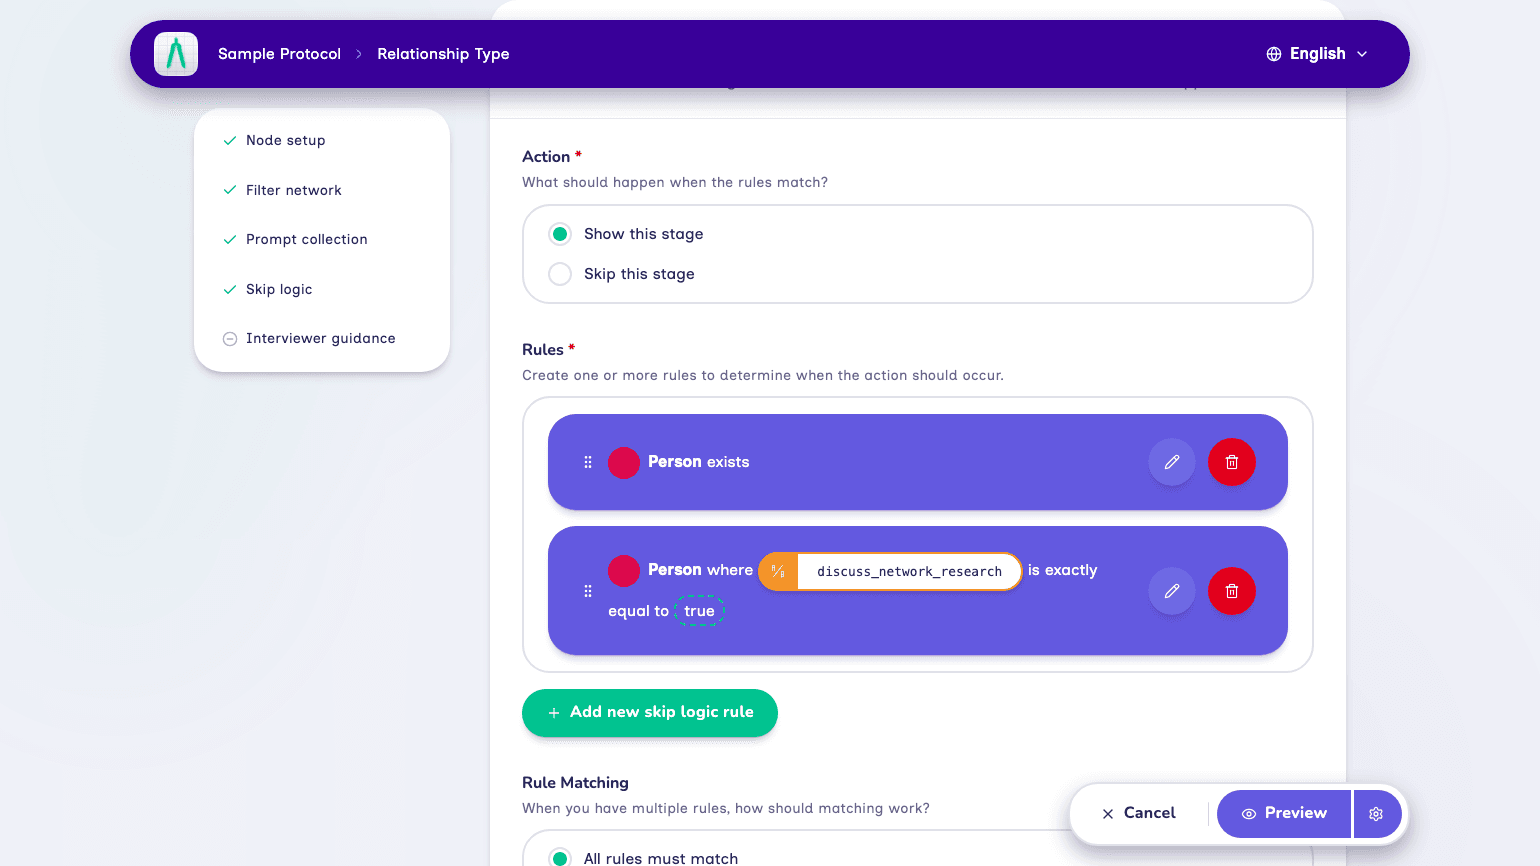 Sample Protocol
Relationship Type
English
Node setup
Filter network
Prompt collection
Skip logic
Interviewer guidance
Action *
What should happen when the rules match?
Show this stage
Skip this stage
Rules *
Create one or more rules to determine when the action should occur.
Person exists
Person where discuss_network_research is exactly
equal to true
Add new skip logic rule
Rule Matching
When you have multiple rules, how should matching work?
All rules must match
Cancel
Preview